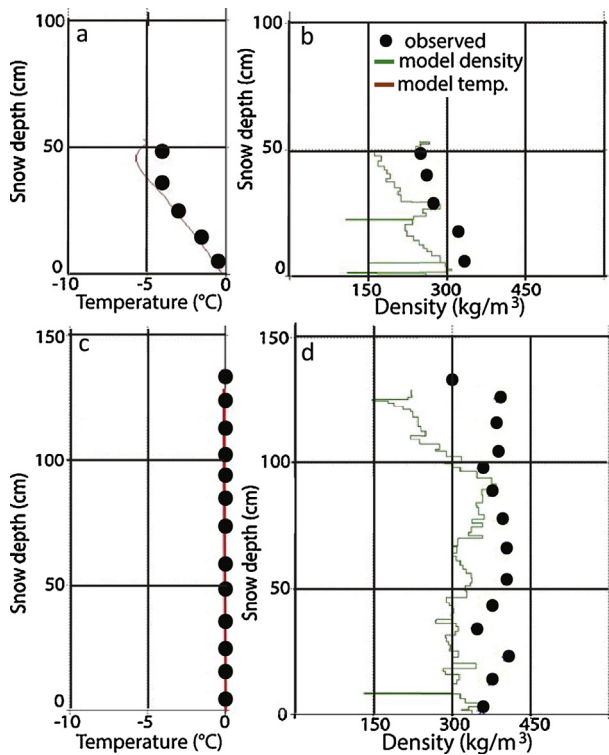 a
100
50
0
Snow depth (cm)
-5
0
Temperature (°C)
b
observed
model density
model temp.
100
50
0
Snow depth (cm)
150
300
450
Density (kg/m³)
c
150
100
50
0
Snow depth (cm)
-10
-5
0
Temperature (°C)
d
150
100
50
0
Snow depth (cm)
150
300
450
Density (kg/m³)